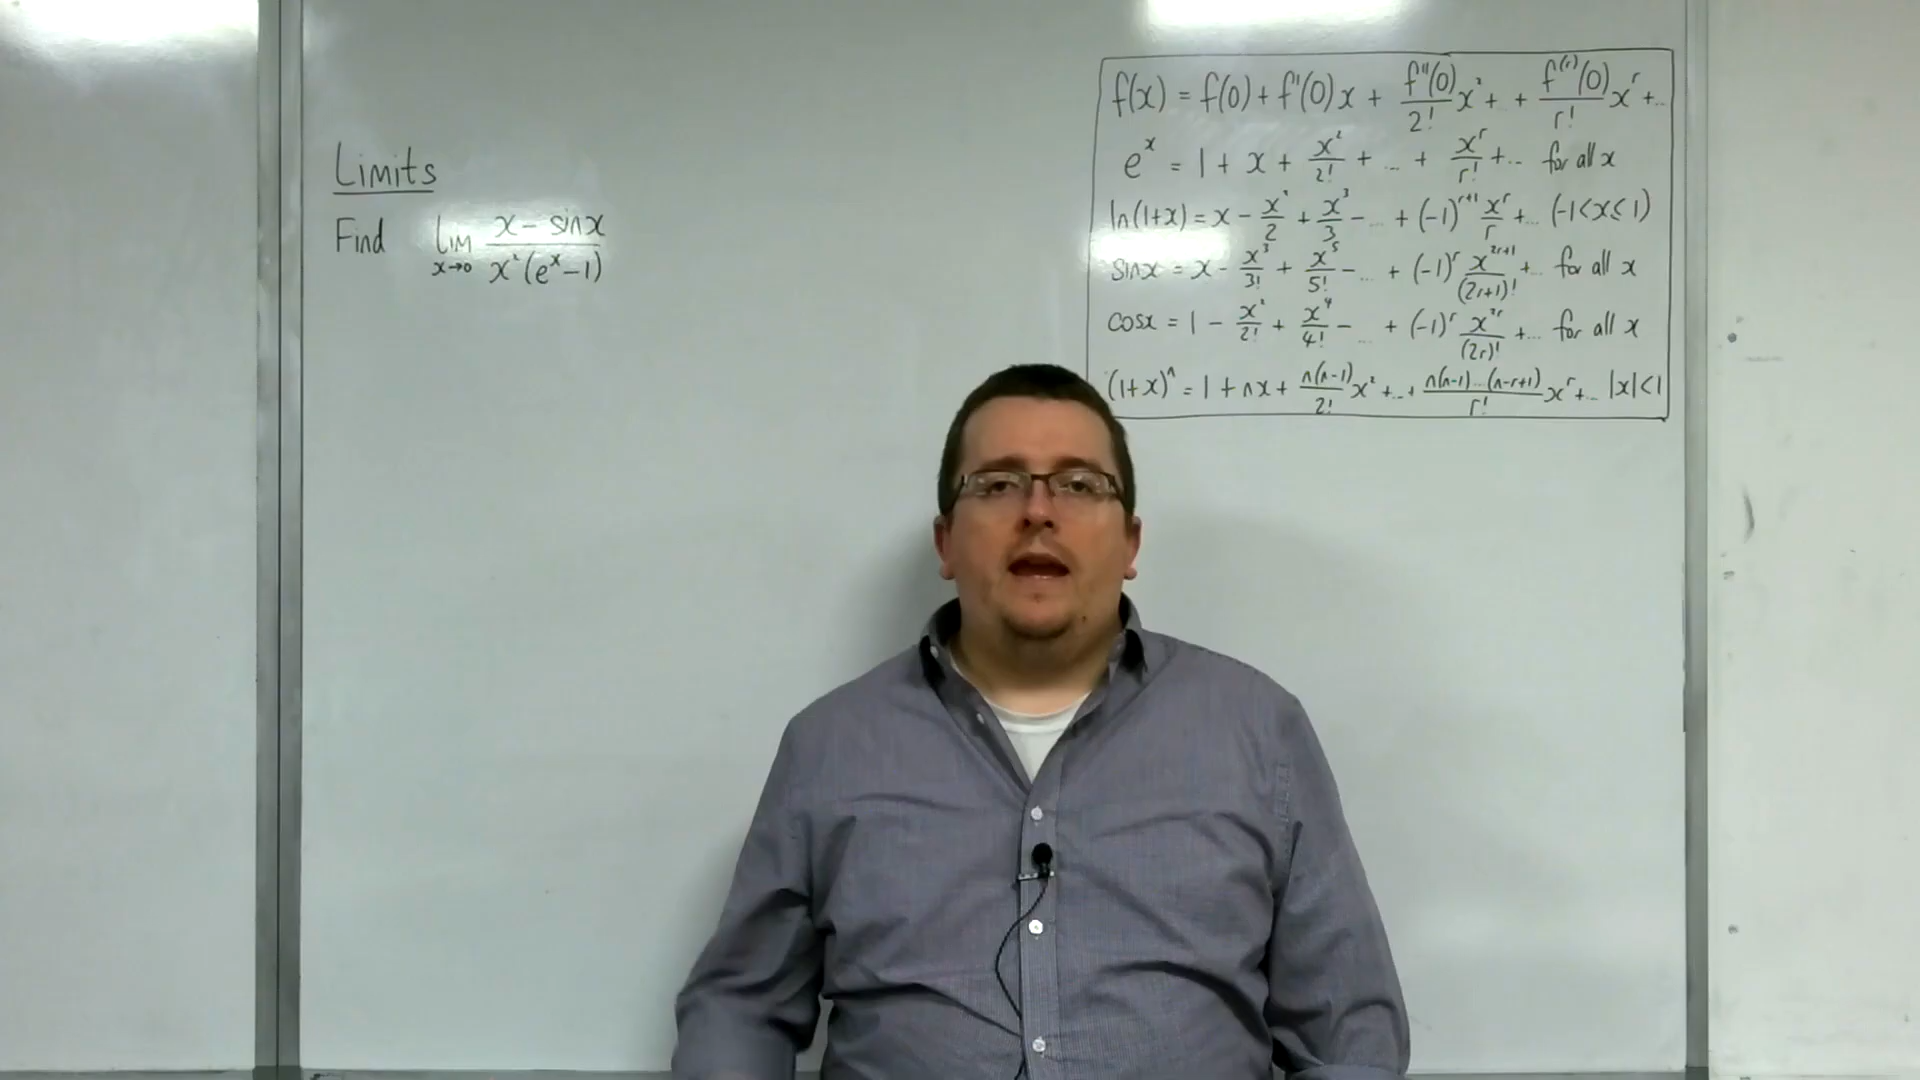 Limits
Find lim x→0 x - sinx / x²(eˣ-1)
f(x) = f(0) + f'(0)x + f''(0)/2! x² + .. + f⁽ʳ⁾(0)/r! xʳ + ...
eˣ = 1 + x + x²/2! + ... + xʳ/r! + ... for all x
ln(1+x) = x - x²/2 + x³/3 - ... + (-1)ʳ⁺¹ xʳ/r + ... (-1<x≤1)
sinx = x - x³/3! + x⁵/5! - ... + (-1)ʳ x²ʳ⁺¹/(2r+1)! + ... for all x
cosx = 1 - x²/2! + x⁴/4! - ... + (-1)ʳ x²ʳ/(2r)! + ... for all x
(1+x)ⁿ = 1 + nx + n(n-1)/2! x² + ... + n(n-1)...(n-r+1)/r! xʳ + ... |x|<1